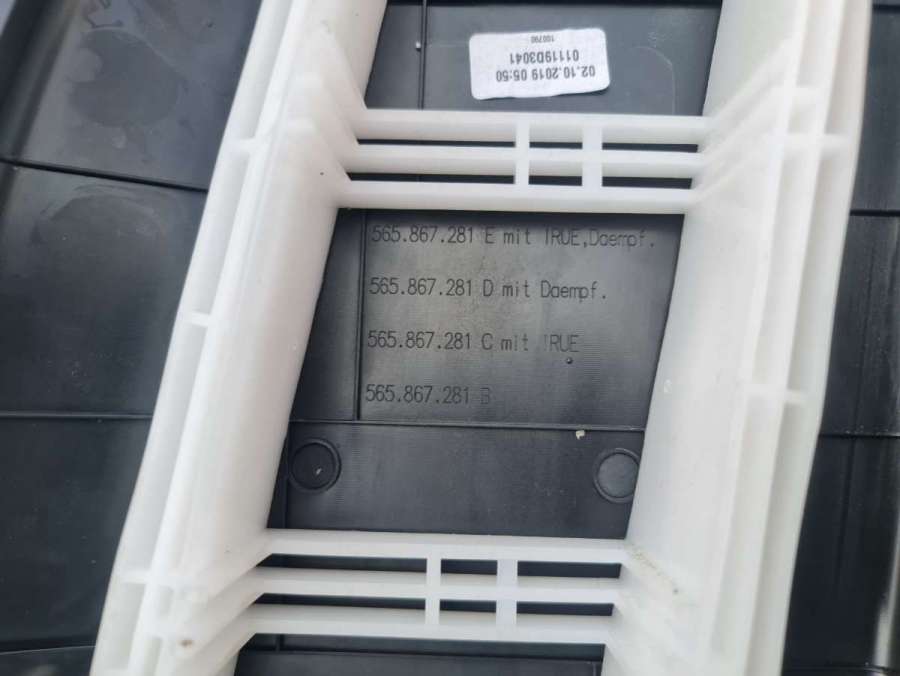 100790
01119D3041
02.10.2019 05:50
565.867.281 E mit TRUE,Daempf.
565.867.281 D mit Daempf.
565.867.281 C mit TRUE
565.867.281 B